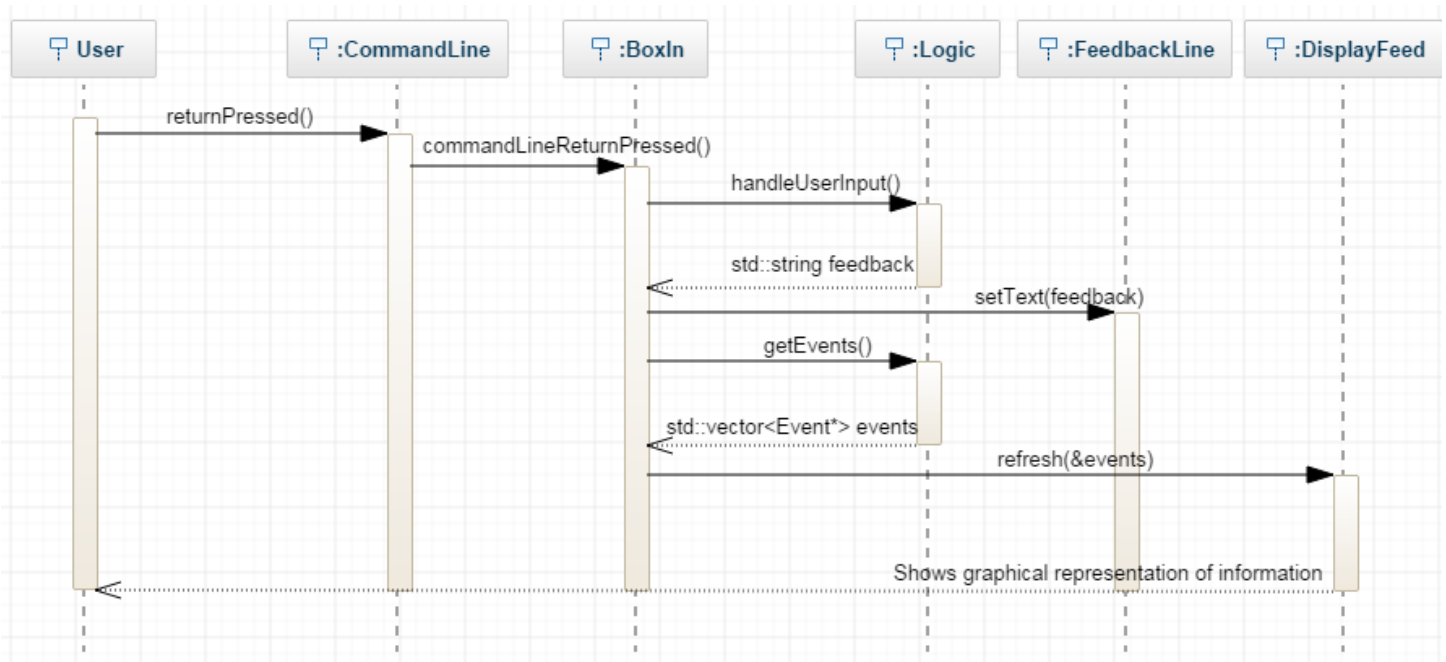 User
:CommandLine
:BoxIn
:Logic
:FeedbackLine
:DisplayFeed
returnPressed()
commandLineReturnPressed()
handleUserInput()
std::string feedback
setText(feedback)
getEvents()
std::vector<Event*> events
refresh(&events)
Shows graphical representation of information